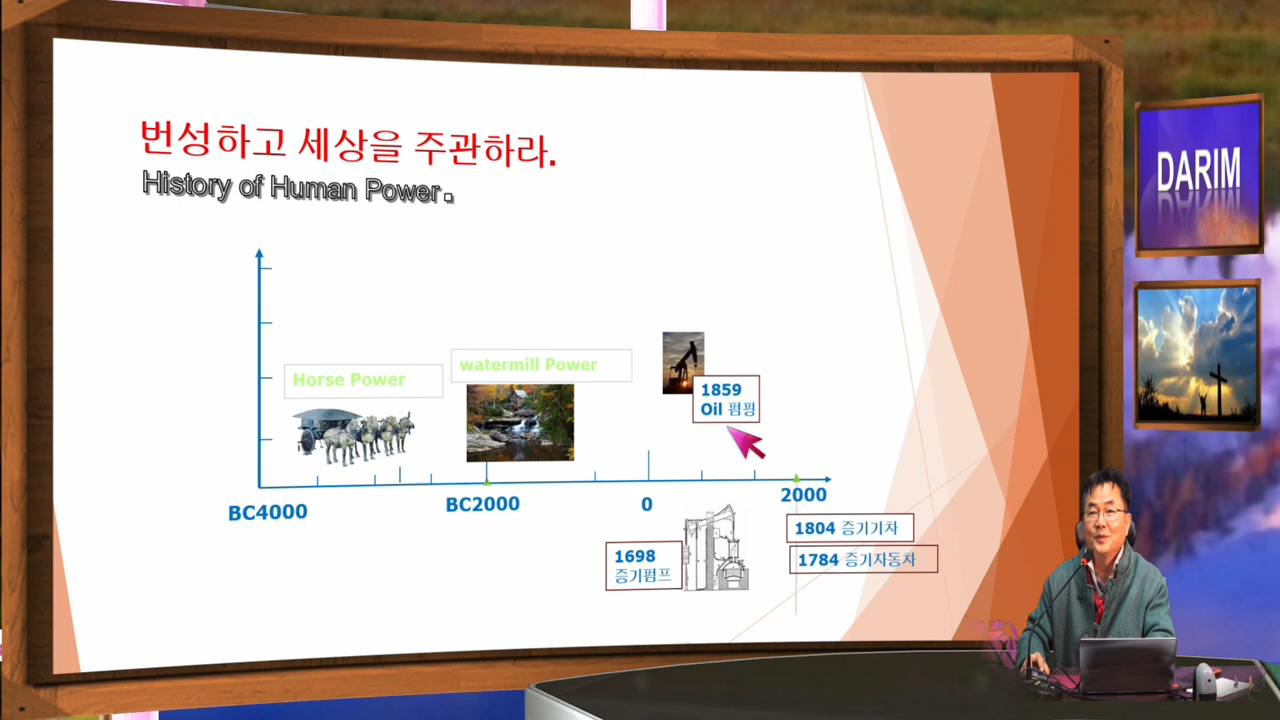 번성하고 세상을 주관하라.
History of Human Power.
Horse Power
watermill Power
1859
Oil 펌핑
BC4000
BC2000
0
2000
1698
증기펌프
1804 증기기차
1784 증기자동차
DARIM